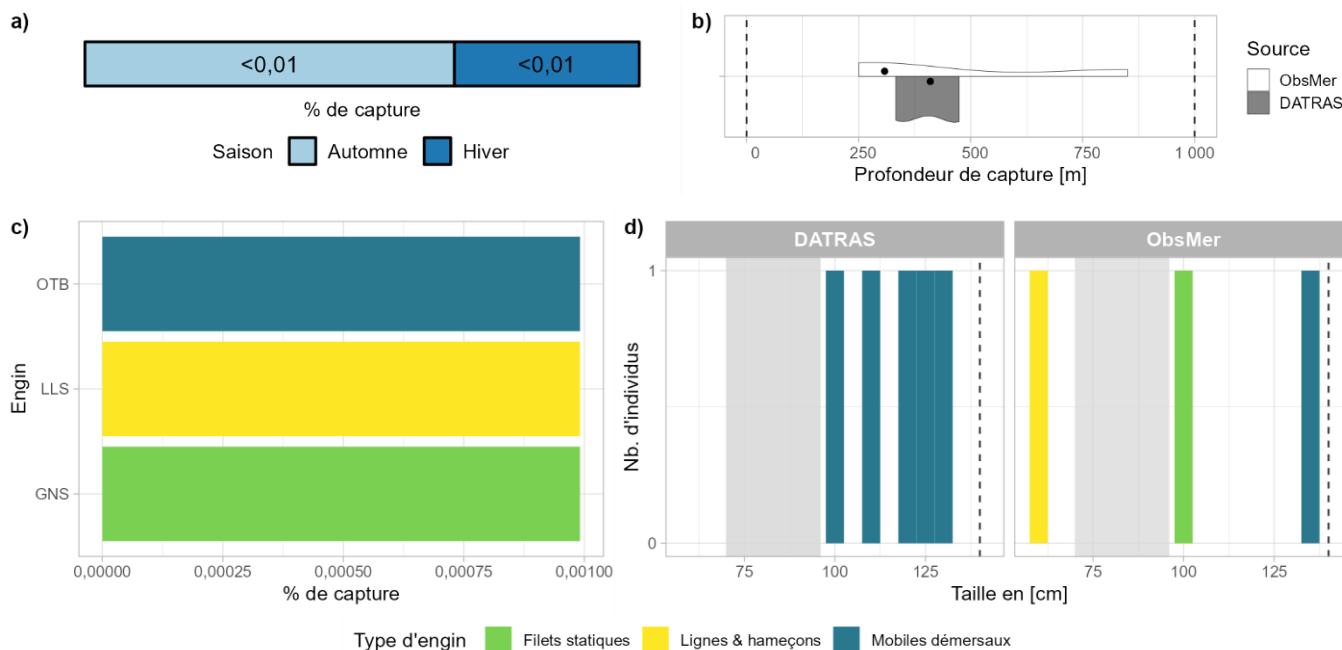 a)
<0,01 <0,01
% de capture
Saison Automne Hiver
b)
0 250 500 750 1 000
Profondeur de capture [m]
Source
ObsMer
DATRAS
c)
OTB
LLS
GNS
Engin
0,00000 0,00025 0,00050 0,00075 0,00100
% de capture
d)
DATRAS ObsMer
1
0
Nb. d'individus
75 100 125 75 100 125
Taille en [cm]
Type d'engin Filets statiques Lignes & hameçons Mobiles démersaux